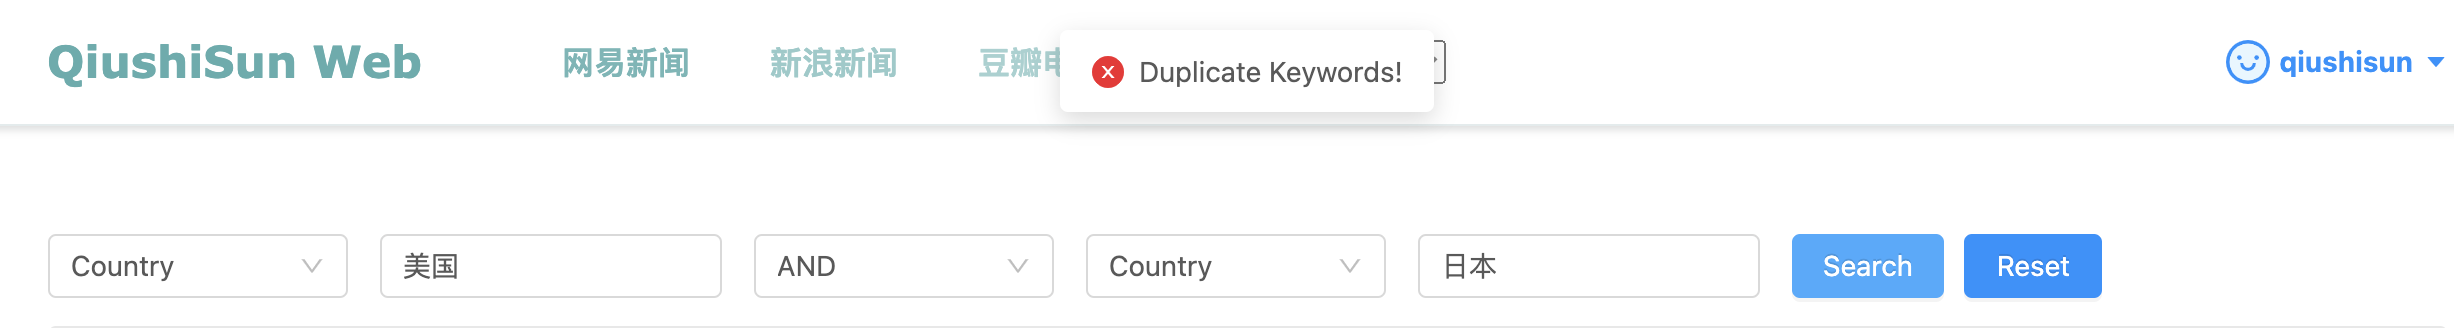 QiushiSun Web
网易新闻
新浪新闻
豆瓣
Duplicate Keywords!
qiushisun
Country
美国
AND
Country
日本
Search
Reset